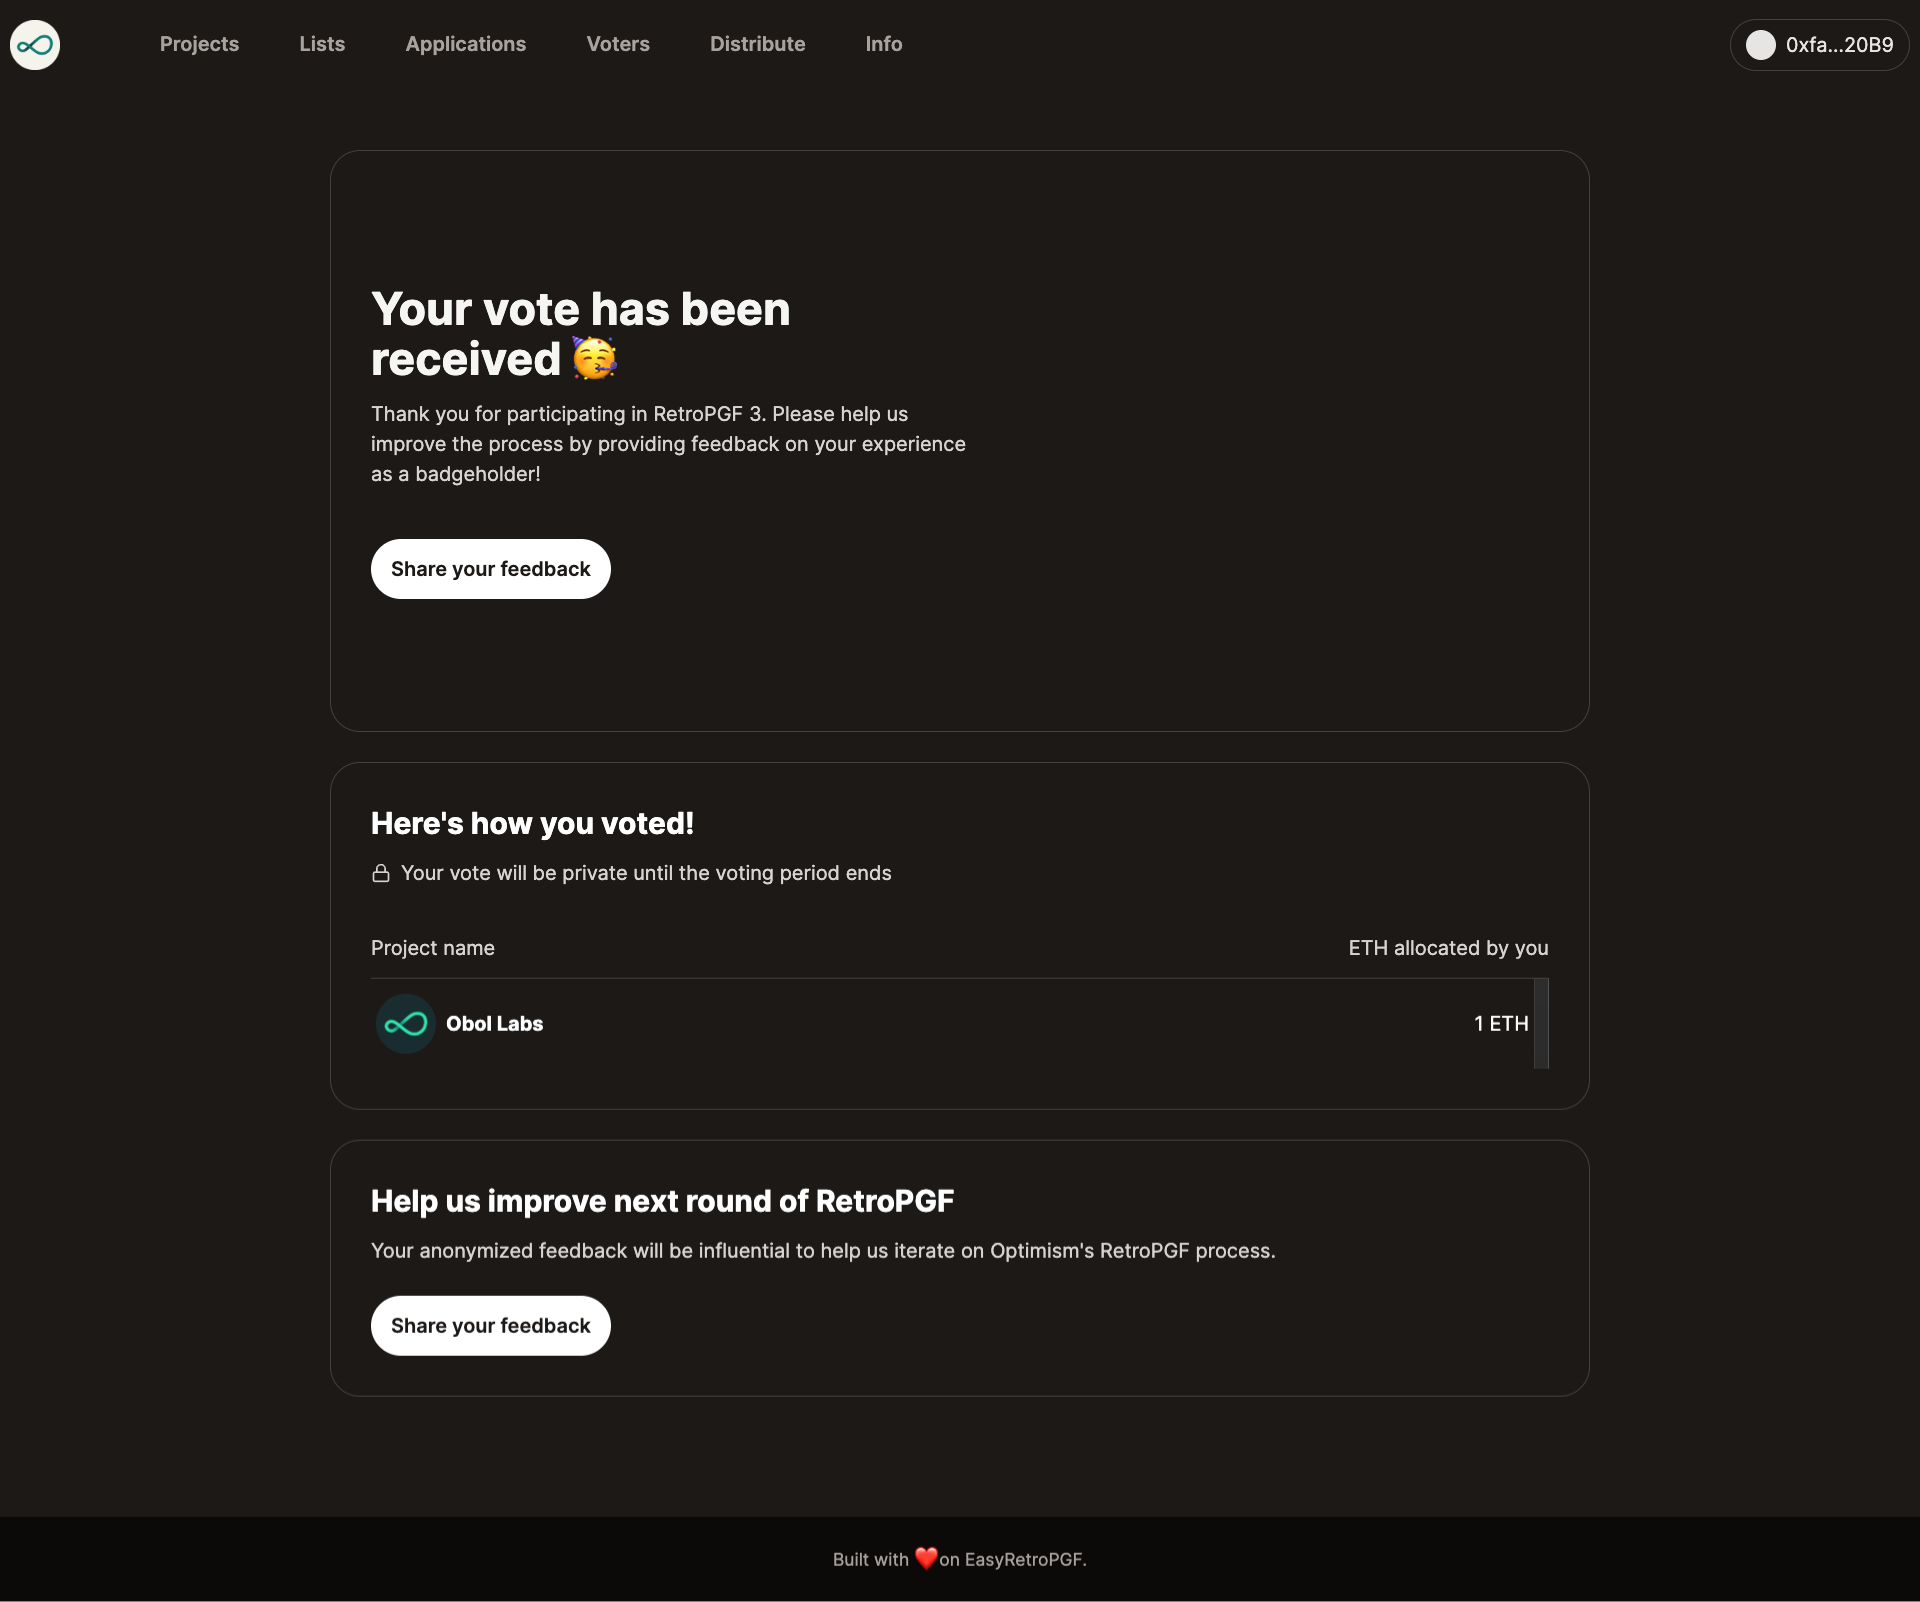 Projects
Lists
Applications
Voters
Distribute
Info
0xfa...20B9
Your vote has been
received 🥳
Thank you for participating in RetroPGF 3. Please help us
improve the process by providing feedback on your experience
as a badgeholder!
Share your feedback
Here's how you voted!
Your vote will be private until the voting period ends
Project name
ETH allocated by you
Obol Labs
1 ETH
Help us improve next round of RetroPGF
Your anonymized feedback will be influential to help us iterate on Optimism's RetroPGF process.
Share your feedback
Built with ❤️on EasyRetroPGF.